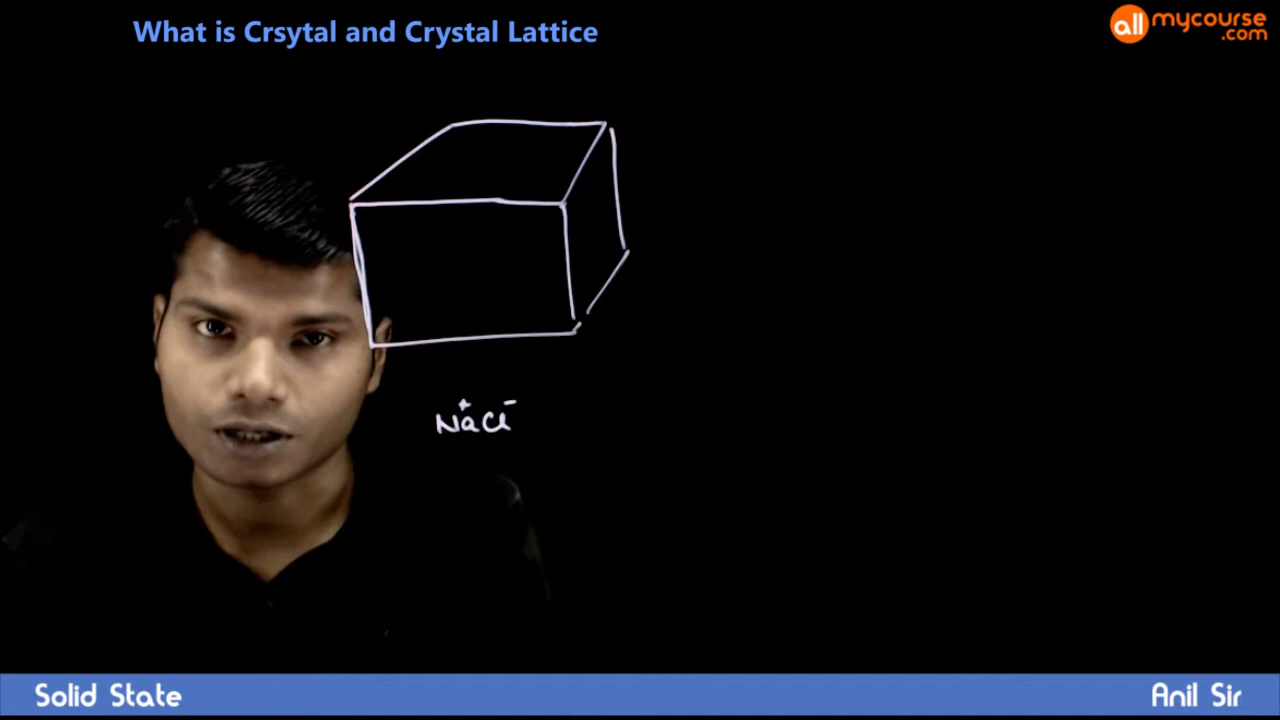 What is Crsytal and Crystal Lattice
all mycourse
.com
Na⁺Cl⁻
Solid State
Anil Sir